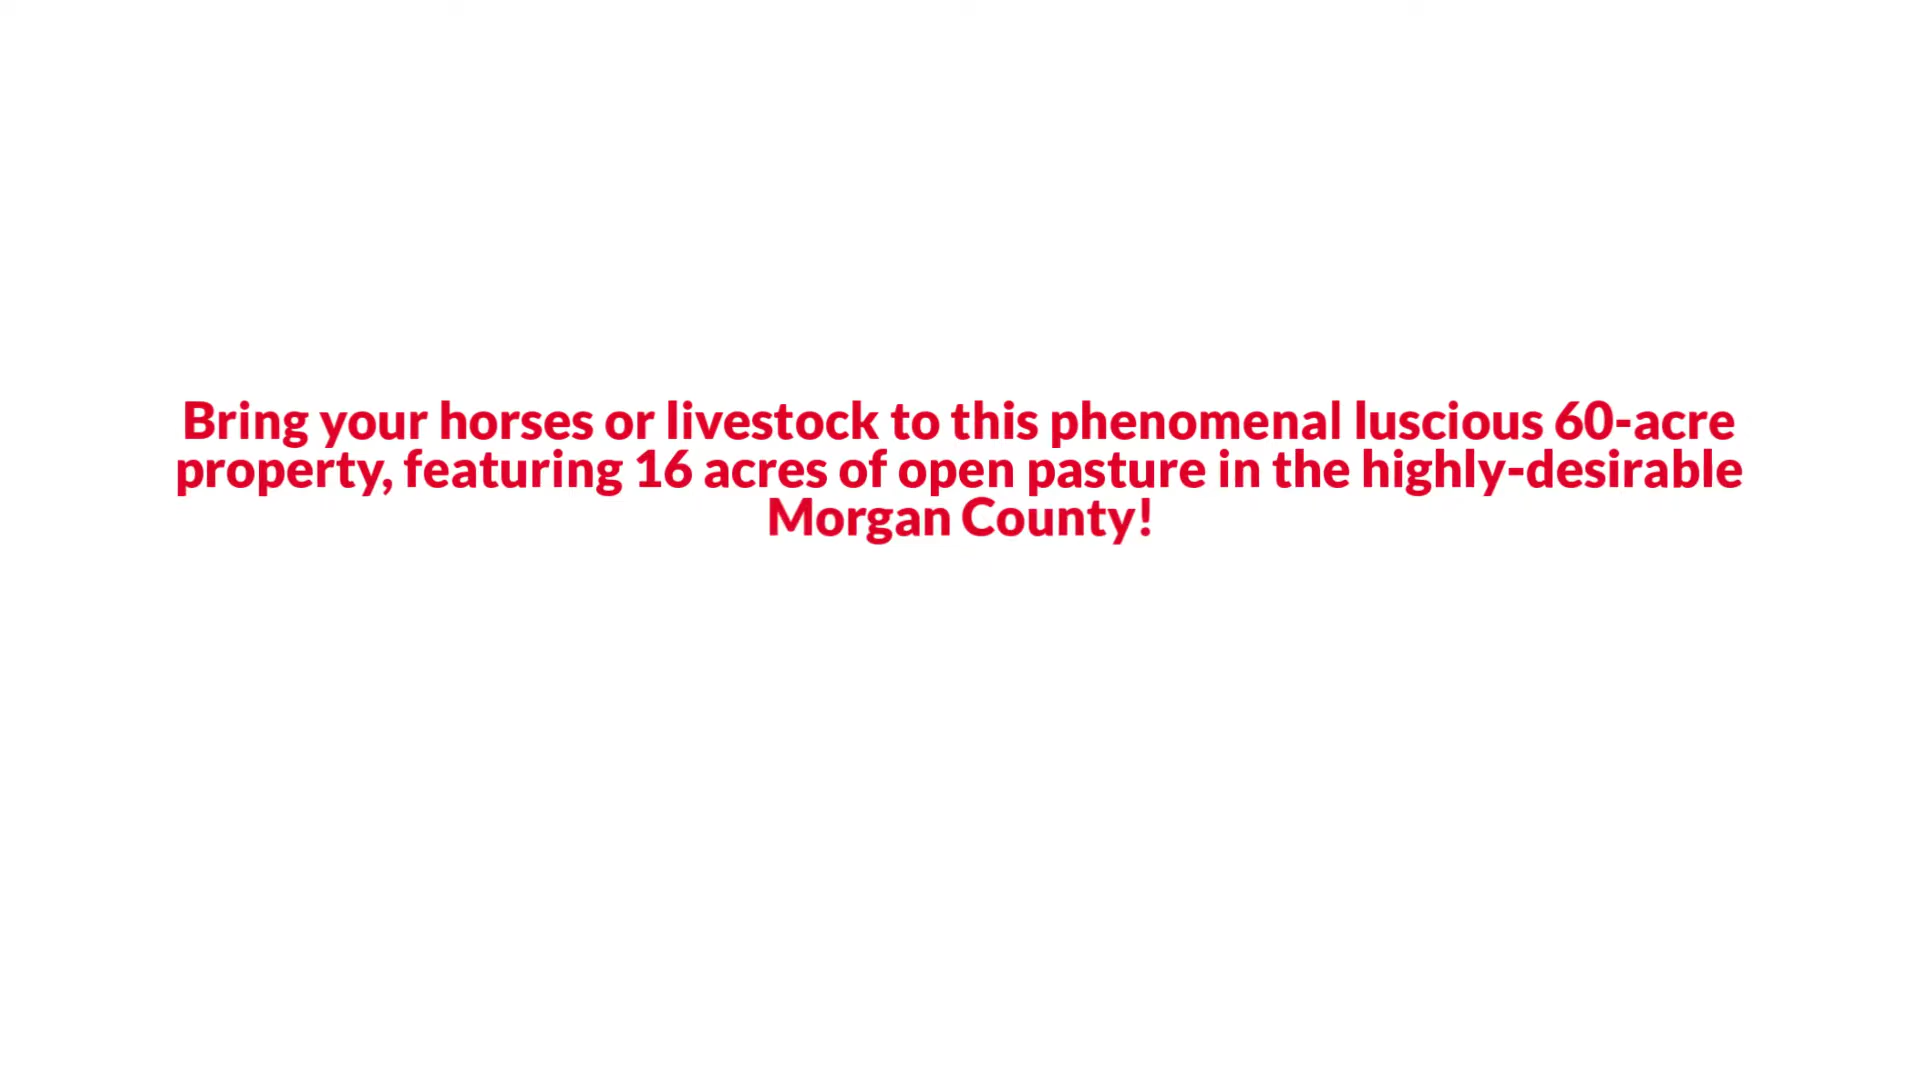 Bring your horses or livestock to this phenomenal luscious 60-acre
property, featuring 16 acres of open pasture in the highly-desirable
Morgan County!